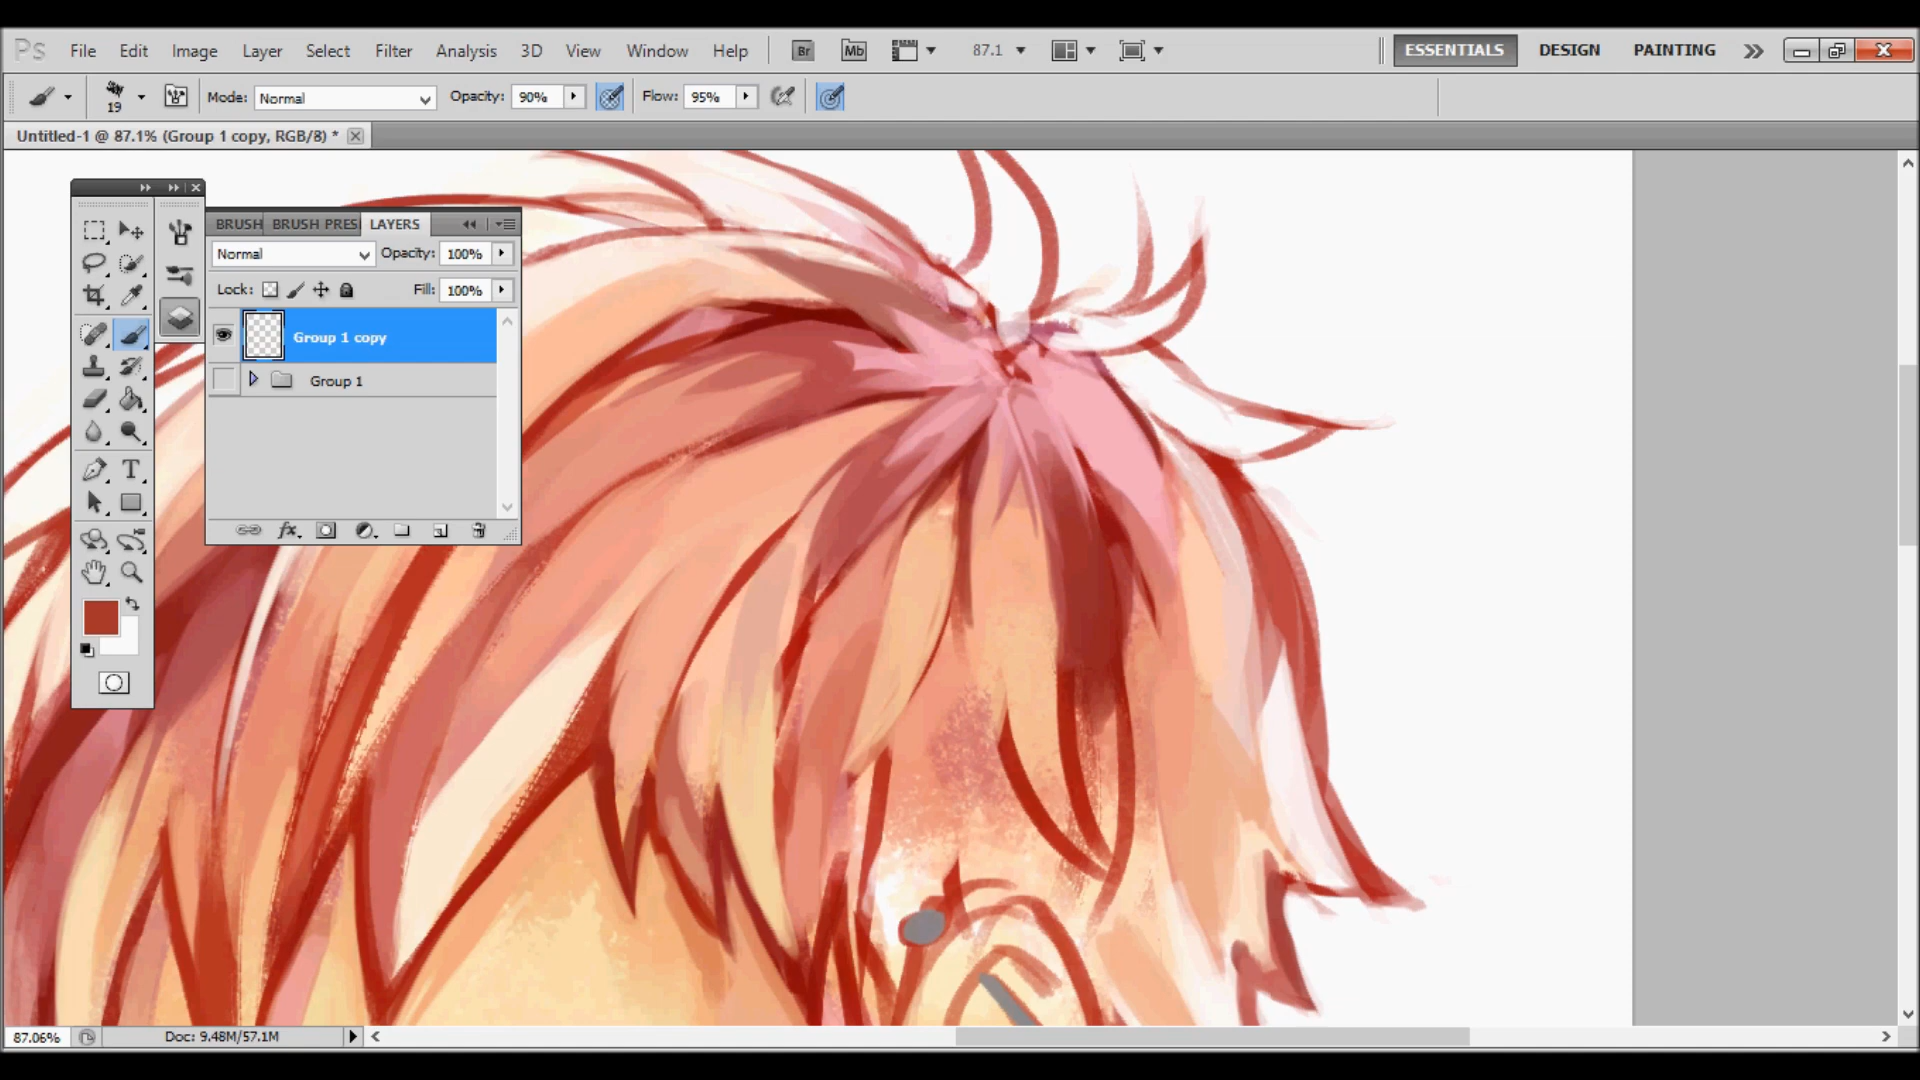 Ps File Edit Image Layer Select Filter Analysis 3D View Window Help Br Mb 87.1 ESSENTIALS DESIGN PAINTING
19 Mode: Normal Opacity: 90% Flow: 95%
Untitled-1 @ 87.1% (Group 1 copy, RGB/8) *
BRUSH BRUSH PRES LAYERS
Normal Opacity: 100%
Lock: Fill: 100%
Group 1 copy
Group 1
T
fx
87.06% Doc: 9.48M/57.1M